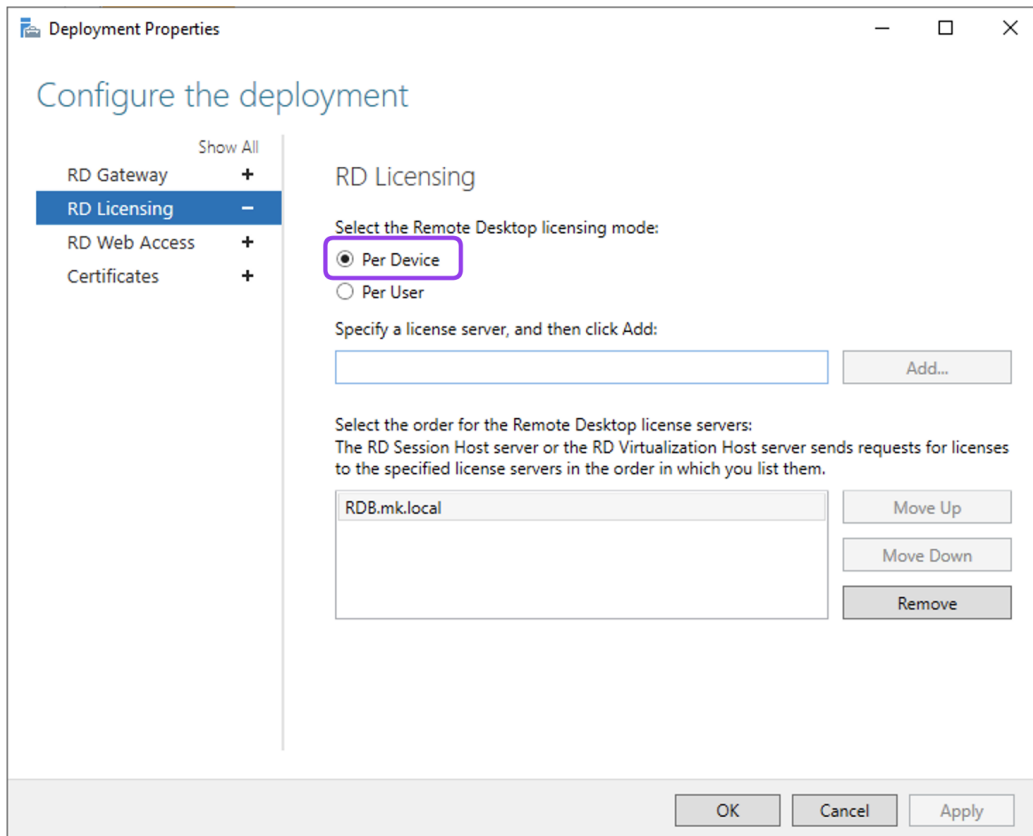 Deployment Properties
Configure the deployment
Show All
RD Gateway
RD Licensing
RD Web Access
Certificates
RD Licensing
Select the Remote Desktop licensing mode:
Per Device
Per User
Specify a license server, and then click Add:
Add...
Select the order for the Remote Desktop license servers:
The RD Session Host server or the RD Virtualization Host server sends requests for licenses
to the specified license servers in the order in which you list them.
RDB.mk.local
Move Up
Move Down
Remove
OK
Cancel
Apply